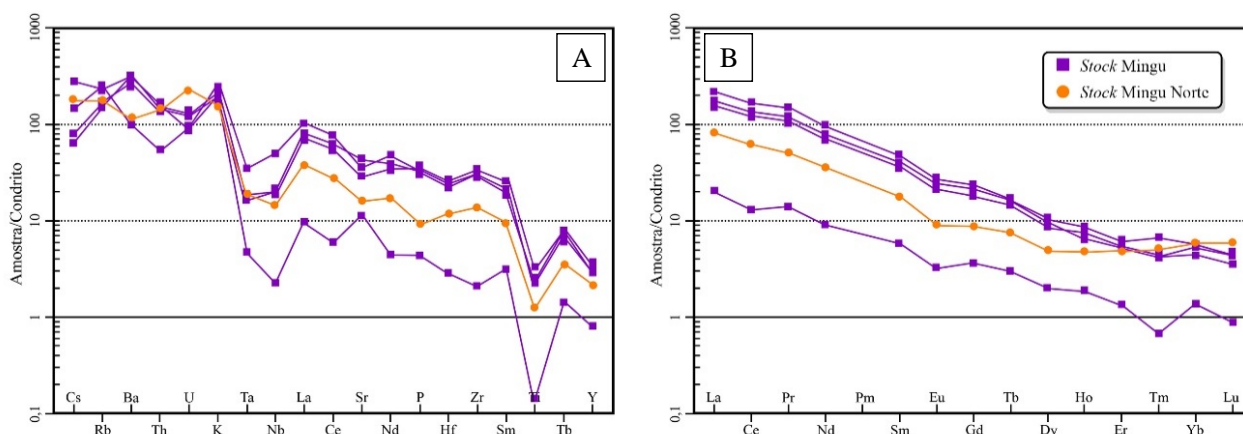 1000
100
10
1
0,1
Amostra/Condrito
A
Cs Ba U Ta La Sr P Zr Ti Y
Rb Th K Nb Ce Nd Hf Sm Tb
1000
100
10
1
0,1
Amostra/Condrito
B
Stock Mingu
Stock Mingu Norte
La Pr Pm Eu Tb Ho Tm Lu
Ce Nd Sm Gd Dy Er Yb